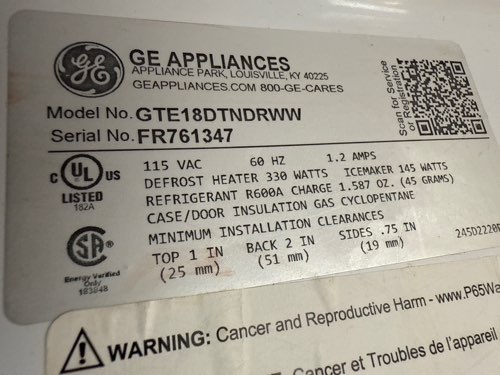 GE APPLIANCES
APPLIANCE PARK, LOUISVILLE, KY 40225
GEAPPLIANCES.COM 800-GE-CARES
Scan for Service
or Registration
Model No. GTE18DTNDRWW
Serial No. FR761347
C UL US
LISTED
182A
115 VAC 60 HZ 1.2 AMPS
DEFROST HEATER 330 WATTS ICEMAKER 145 WATTS
REFRIGERANT R600A CHARGE 1.587 OZ. (45 GRAMS)
CASE/DOOR INSULATION GAS CYCLOPENTANE
MINIMUM INSTALLATION CLEARANCES
TOP 1 IN BACK 2 IN SIDES .75 IN
(25 mm) (51 mm) (19 mm)
SA
Energy Verified
Only
183848
WARNING: Cancer and Reproductive Harm - www.P65Wa
Cancer et Troubles de l'appareil